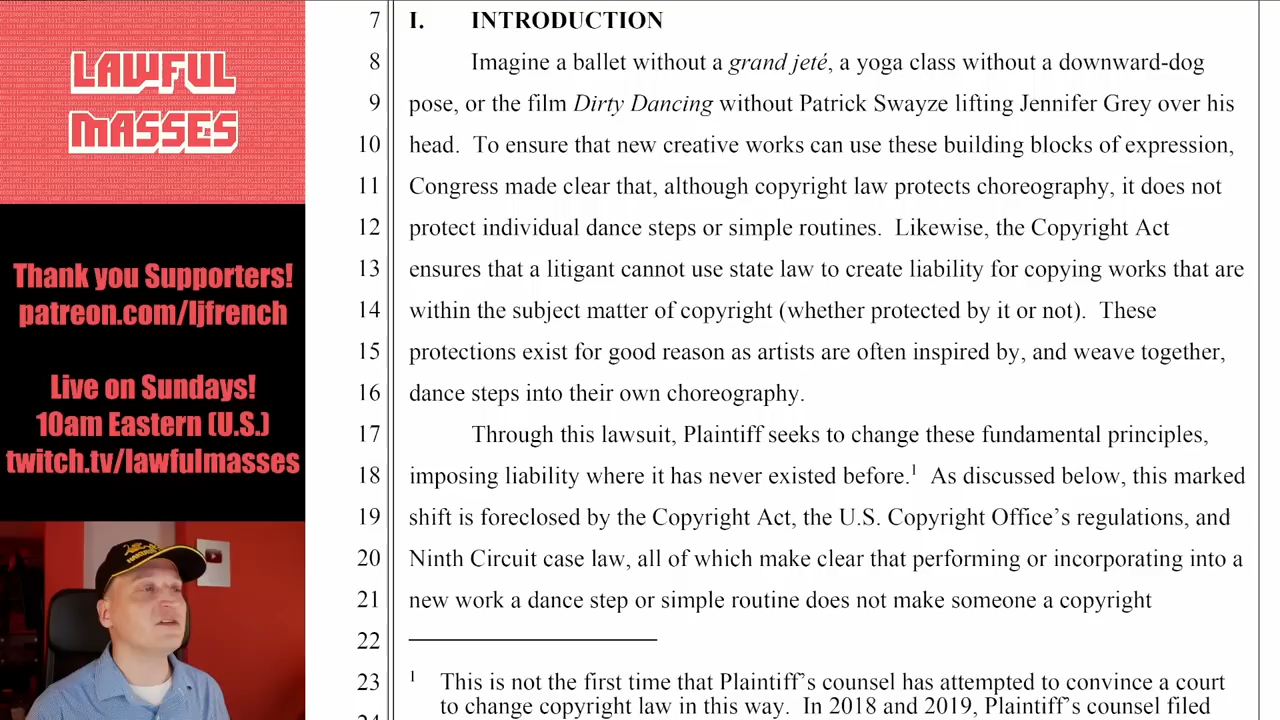 LAWFUL
MASSES
Thank you Supporters!
patreon.com/ljfrench
Live on Sundays!
10am Eastern (U.S.)
twitch.tv/lawfulmasses
7 I. INTRODUCTION
8 Imagine a ballet without a grand jeté, a yoga class without a downward-dog
9 pose, or the film Dirty Dancing without Patrick Swayze lifting Jennifer Grey over his
10 head. To ensure that new creative works can use these building blocks of expression,
11 Congress made clear that, although copyright law protects choreography, it does not
12 protect individual dance steps or simple routines. Likewise, the Copyright Act
13 ensures that a litigant cannot use state law to create liability for copying works that are
14 within the subject matter of copyright (whether protected by it or not). These
15 protections exist for good reason as artists are often inspired by, and weave together,
16 dance steps into their own choreography.
17 Through this lawsuit, Plaintiff seeks to change these fundamental principles,
18 imposing liability where it has never existed before.1 As discussed below, this marked
19 shift is foreclosed by the Copyright Act, the U.S. Copyright Office's regulations, and
20 Ninth Circuit case law, all of which make clear that performing or incorporating into a
21 new work a dance step or simple routine does not make someone a copyright
22
23 1 This is not the first time that Plaintiff's counsel has attempted to convince a court
to change copyright law in this way. In 2018 and 2019, Plaintiff's counsel filed